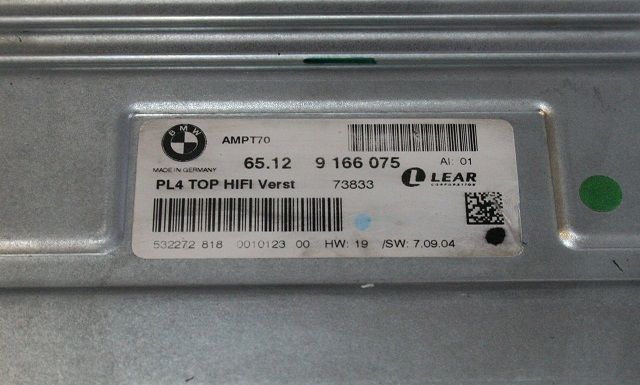 BMW
AMPT70
65.12 9 166 075 AI: 01
MADE IN GERMANY
PL4 TOP HIFI Verst 73833 LEAR
CORPORATION
532272 818 0010123 00 HW: 19 /SW: 7.09.04